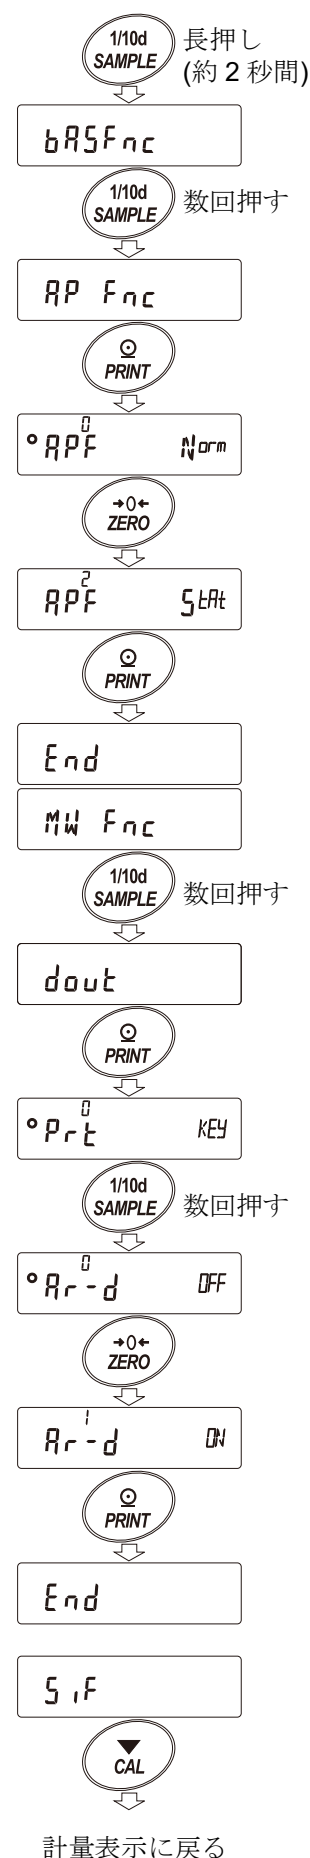 1/10d
SAMPLE
長押し
(約 2 秒間)
bASFnc
1/10d
SAMPLE
数回押す
AP Fnc
PRINT
0
APF Norm
→0←
ZERO
2
APF StAt
PRINT
End
MW Fnc
1/10d
SAMPLE
数回押す
dout
PRINT
0
Prt KEY
1/10d
SAMPLE
数回押す
0
Ar-d OFF
→0←
ZERO
1
Ar-d ON
PRINT
End
SiF
CAL
計量表示に戻る